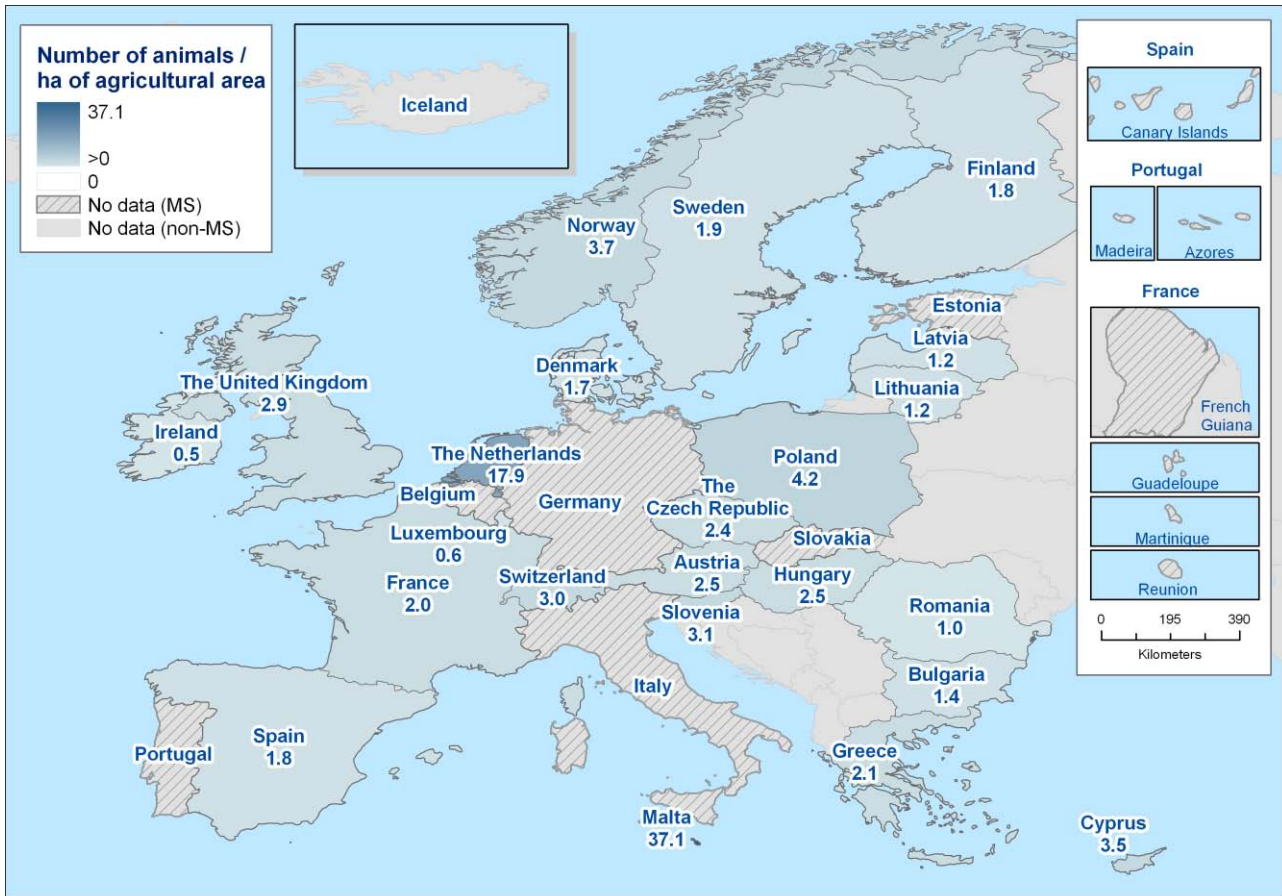 Number of animals /
ha of agricultural area
37.1
>0
0
No data (MS)
No data (non-MS)
Iceland
Finland
1.8
Sweden
1.9
Norway
3.7
Estonia
Latvia
1.2
Lithuania
1.2
Denmark
1.7
The United Kingdom
2.9
Ireland
0.5
The Netherlands
17.9
Belgium
Germany
Poland
4.2
The
Czech Republic
2.4
Luxembourg
0.6
Slovakia
France
2.0
Switzerland
3.0
Austria
2.5
Hungary
2.5
Slovenia
3.1
Romania
1.0
Bulgaria
1.4
Italy
Portugal
Spain
1.8
Greece
2.1
Malta
37.1
Cyprus
3.5
Spain
Canary Islands
Portugal
Madeira
Azores
France
French
Guiana
Guadeloupe
Martinique
Reunion
0 195 390
Kilometers